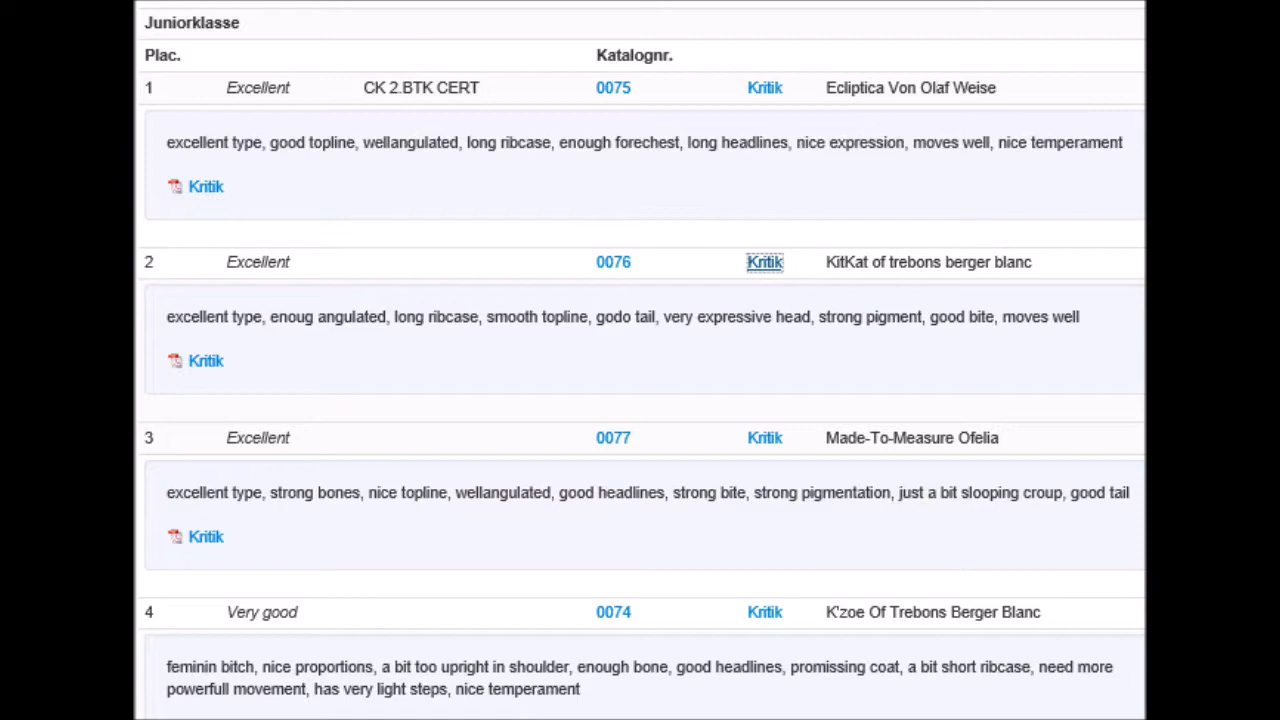 Juniorklasse
Plac. Katalognr.
1 Excellent CK 2.BTK CERT 0075 Kritik Ecliptica Von Olaf Weise
excellent type, good topline, wellangulated, long ribcase, enough forechest, long headlines, nice expression, moves well, nice temperament
Kritik
2 Excellent 0076 Kritik KitKat of trebons berger blanc
excellent type, enoug angulated, long ribcase, smooth topline, godo tail, very expressive head, strong pigment, good bite, moves well
Kritik
3 Excellent 0077 Kritik Made-To-Measure Ofelia
excellent type, strong bones, nice topline, wellangulated, good headlines, strong bite, strong pigmentation, just a bit slooping croup, good tail
Kritik
4 Very good 0074 Kritik K'zoe Of Trebons Berger Blanc
feminin bitch, nice proportions, a bit too upright in shoulder, enough bone, good headlines, promissing coat, a bit short ribcase, need more
powerfull movement, has very light steps, nice temperament